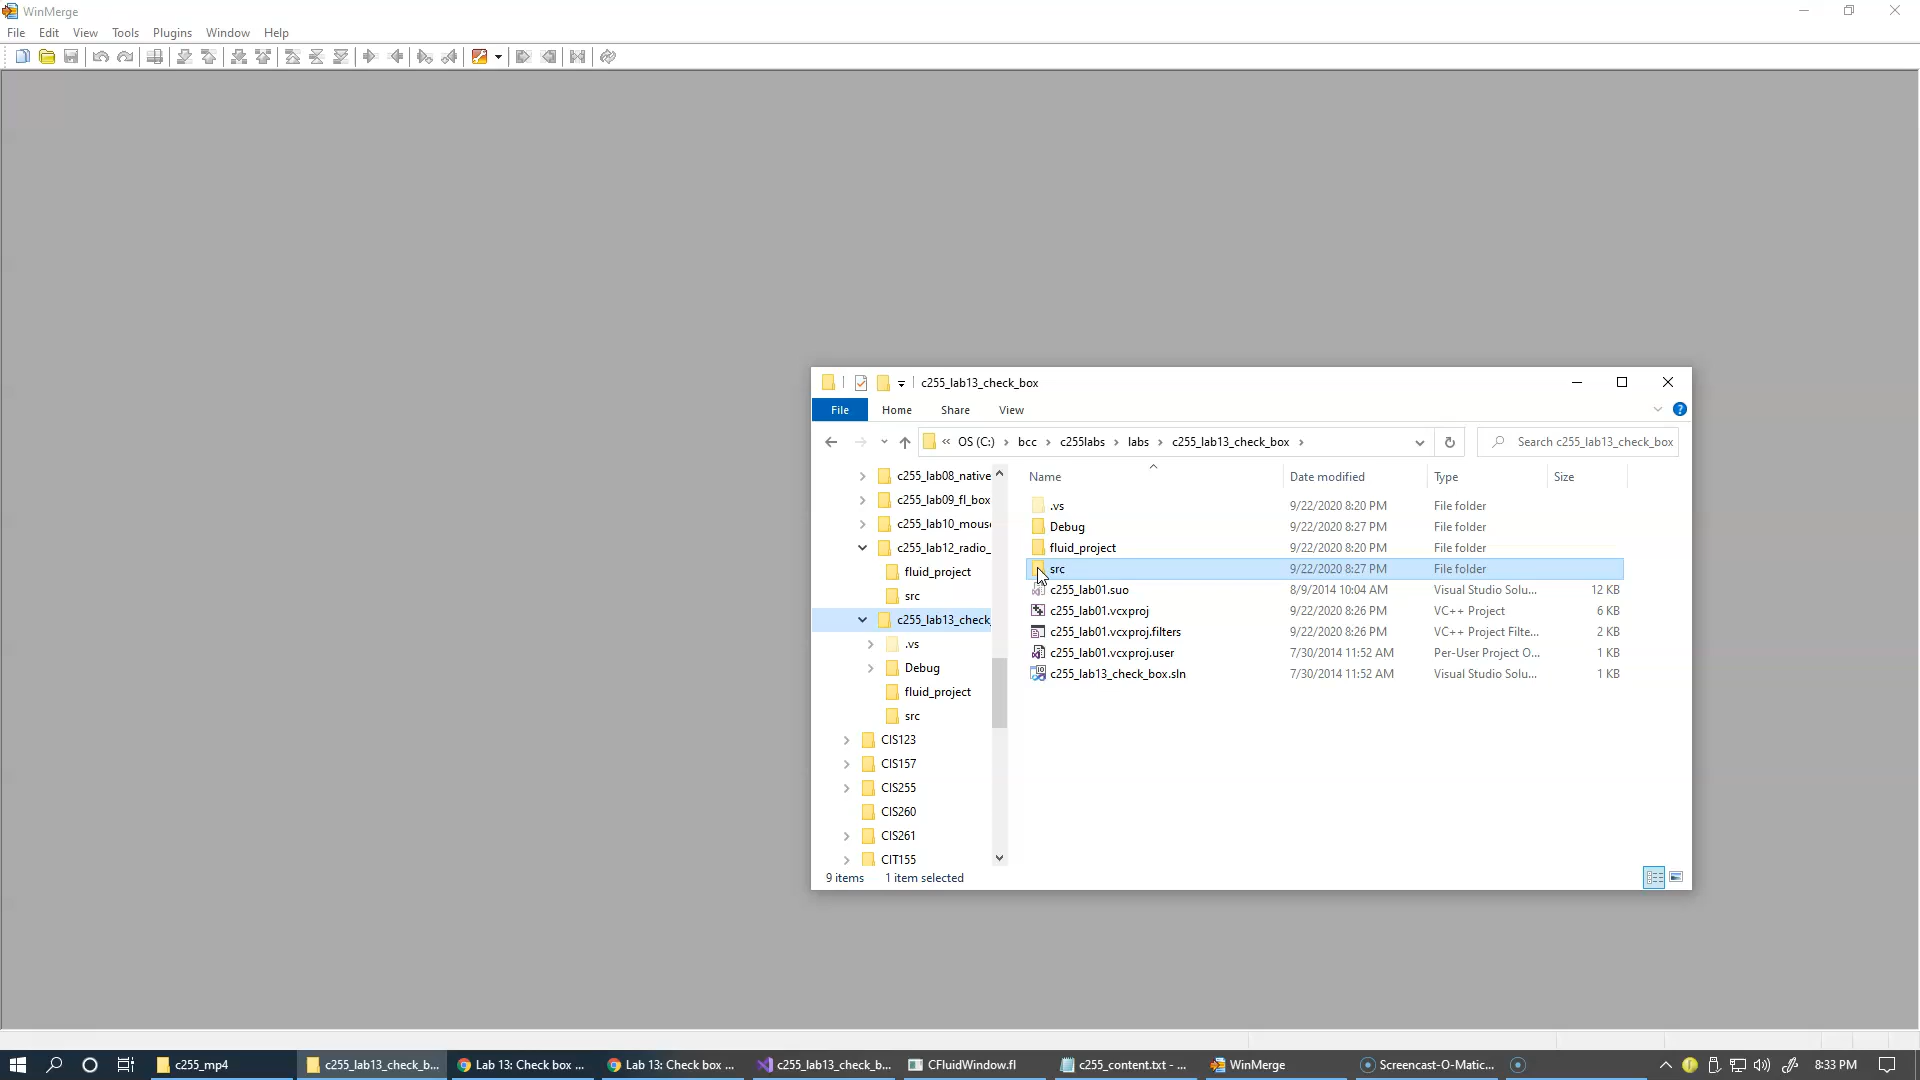 WinMerge
File Edit View Tools Plugins Window Help
c255_lab13_check_box
File Home Share View
« OS (C:) › bcc › c255labs › labs › c255_lab13_check_box ›
Search c255_lab13_check_box
c255_lab08_native
c255_lab09_fl_box
c255_lab10_mouse
c255_lab12_radio_
fluid_project
src
c255_lab13_check_
.vs
Debug
fluid_project
src
CIS123
CIS157
CIS255
CIS260
CIS261
CIT155
Name Date modified Type Size
.vs 9/22/2020 8:20 PM File folder
Debug 9/22/2020 8:27 PM File folder
fluid_project 9/22/2020 8:20 PM File folder
src 9/22/2020 8:27 PM File folder
c255_lab01.suo 8/9/2014 10:04 AM Visual Studio Solu... 12 KB
c255_lab01.vcxproj 9/22/2020 8:26 PM VC++ Project 6 KB
c255_lab01.vcxproj.filters 9/22/2020 8:26 PM VC++ Project Filte... 2 KB
c255_lab01.vcxproj.user 7/30/2014 11:52 AM Per-User Project O... 1 KB
c255_lab13_check_box.sln 7/30/2014 11:52 AM Visual Studio Solu... 1 KB
9 items 1 item selected
c255_mp4 c255_lab13_check_b... Lab 13: Check box ... Lab 13: Check box ... c255_lab13_check_b... CFluidWindow.fl c255_content.txt - ... WinMerge Screencast-O-Matic... 8:33 PM